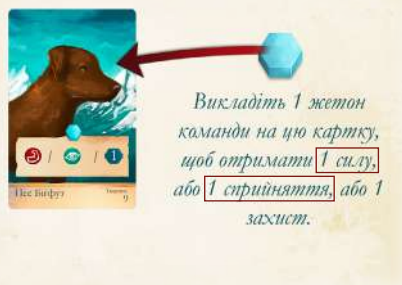 Викладіть 1 жетон
команди на цю картку,
щоб отримати 1 силу,
або 1 сприйняття, або 1
захист.
1
Пес Бігфут
9